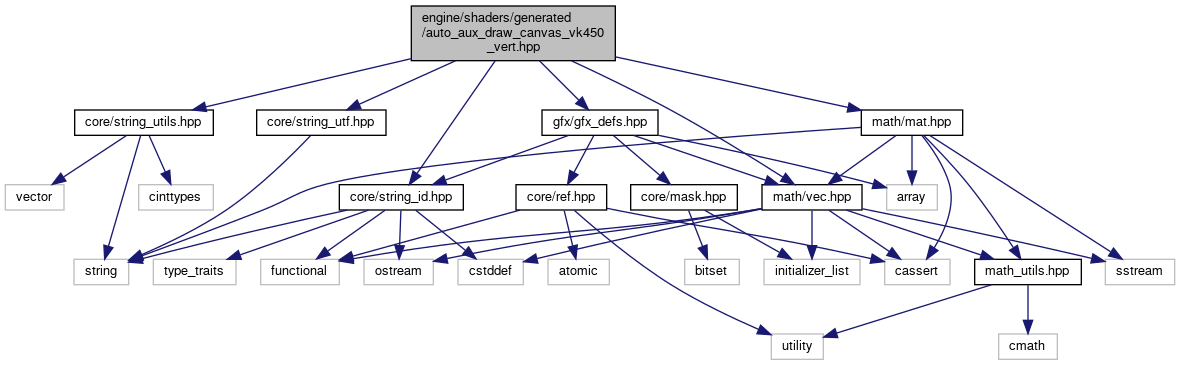 engine/shaders/generated
/auto_aux_draw_canvas_vk450
_vert.hpp
core/string_utils.hpp
core/string_utf.hpp
gfx/gfx_defs.hpp
math/mat.hpp
vector
cinttypes
core/string_id.hpp
core/ref.hpp
core/mask.hpp
math/vec.hpp
array
string
type_traits
functional
ostream
cstddef
atomic
bitset
initializer_list
cassert
math_utils.hpp
sstream
utility
cmath